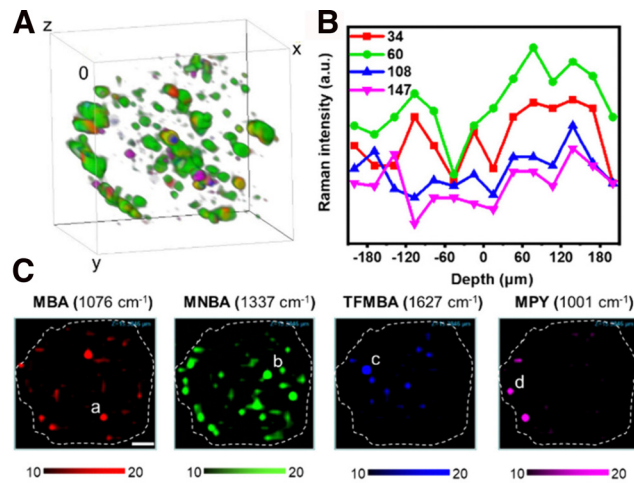 A
z
x
0
y
B
Raman intensity (a.u.)
34
60
108
147
-180 -120 -60 0 60 120 180
Depth (µm)
C
MBA (1076 cm⁻¹) MNBA (1337 cm⁻¹) TFMBA (1627 cm⁻¹) MPY (1001 cm⁻¹)
a b c d
10 20 10 20 10 20 10 20